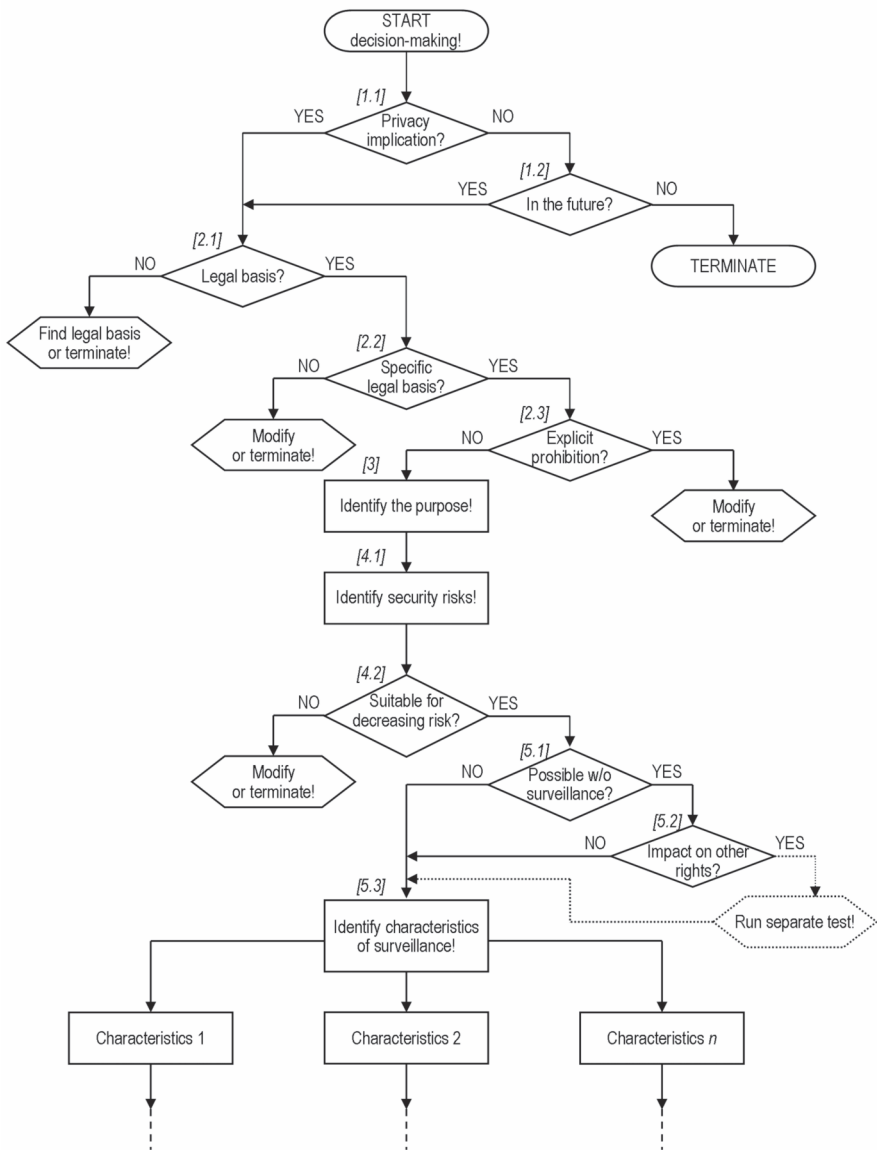 START
decision-making!
[1.1]
YES
Privacy
implication?
NO
[1.2]
YES
In the future?
NO
[2.1]
NO
Legal basis?
YES
TERMINATE
Find legal basis
or terminate!
[2.2]
NO
Specific
legal basis?
YES
[2.3]
Modify
or terminate!
NO
Explicit
prohibition?
YES
[3]
Identify the purpose!
Modify
or terminate!
[4.1]
Identify security risks!
[4.2]
NO
Suitable for
decreasing risk?
YES
[5.1]
Modify
or terminate!
NO
Possible w/o
surveillance?
YES
[5.2]
NO
Impact on other
rights?
YES
[5.3]
Identify characteristics
of surveillance!
Run separate test!
Characteristics 1
Characteristics 2
Characteristics n